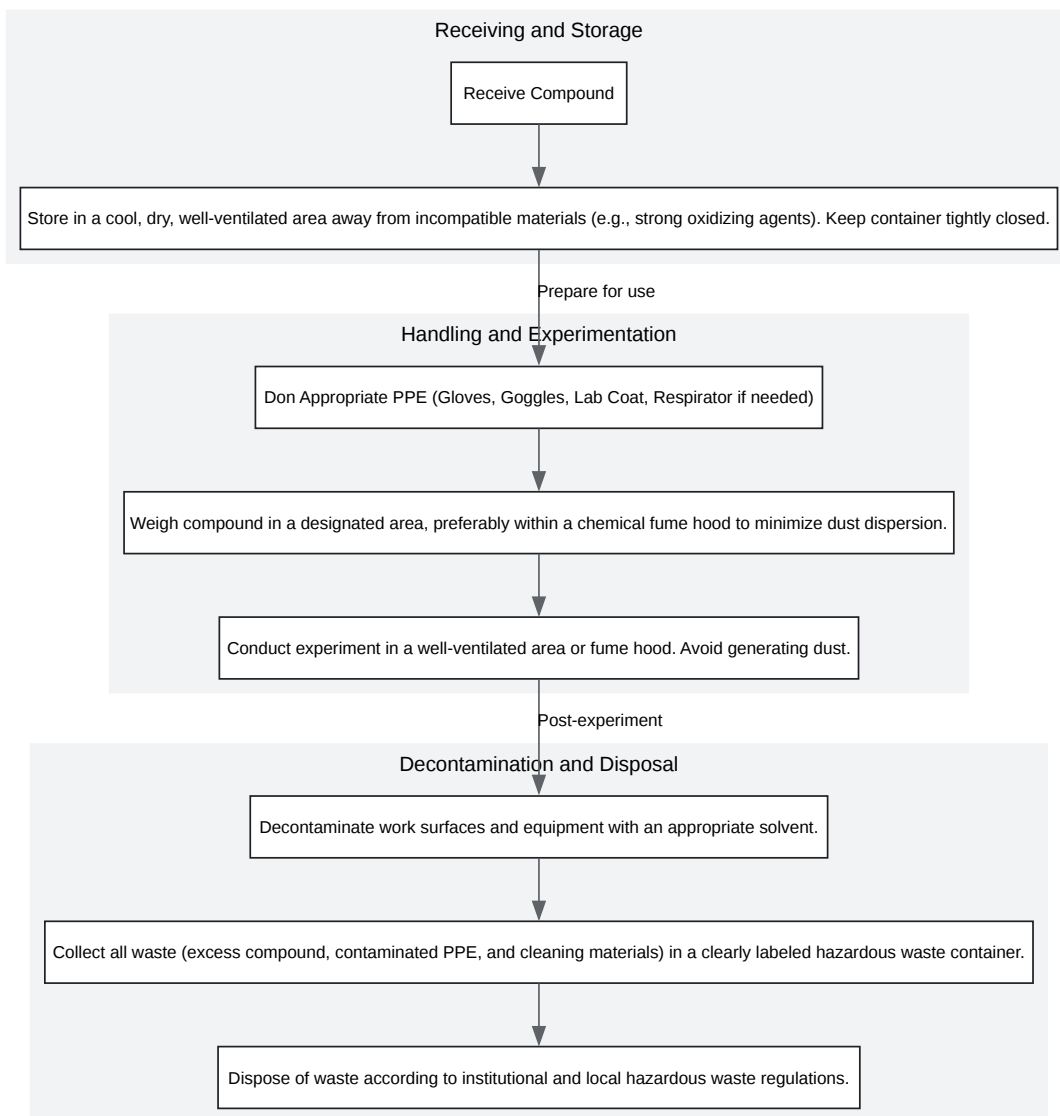 Receiving and Storage
Receive Compound
Store in a cool, dry, well-ventilated area away from incompatible materials (e.g., strong oxidizing agents). Keep container tightly closed.
Prepare for use
Handling and Experimentation
Don Appropriate PPE (Gloves, Goggles, Lab Coat, Respirator if needed)
Weigh compound in a designated area, preferably within a chemical fume hood to minimize dust dispersion.
Conduct experiment in a well-ventilated area or fume hood. Avoid generating dust.
Post-experiment
Decontamination and Disposal
Decontaminate work surfaces and equipment with an appropriate solvent.
Collect all waste (excess compound, contaminated PPE, and cleaning materials) in a clearly labeled hazardous waste container.
Dispose of waste according to institutional and local hazardous waste regulations.